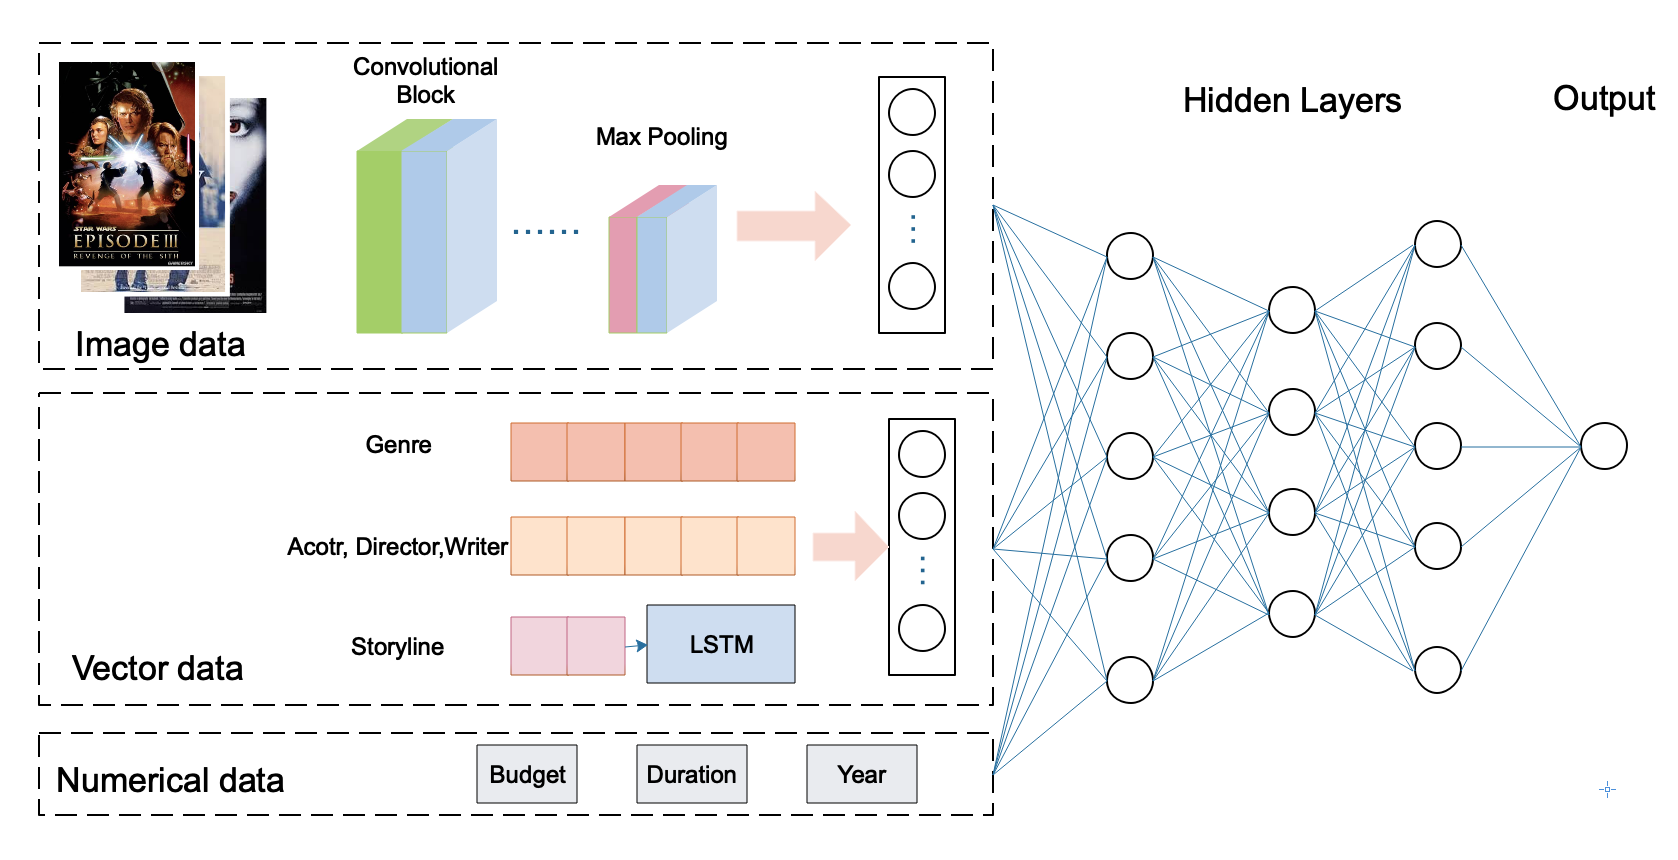 Convolutional
Block
Max Pooling
Hidden Layers
Output
STAR WARS
EPISODE III
REVENGE OF THE SITH
Image data
Genre
Acotr, Director,Writer
Storyline
LSTM
Vector data
Numerical data
Budget
Duration
Year